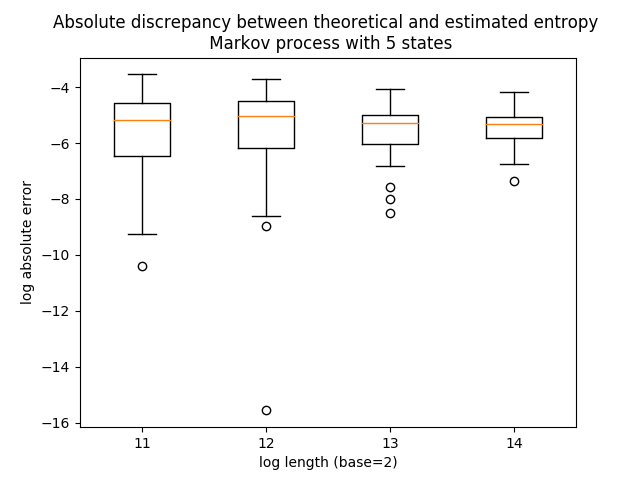 Absolute discrepancy between theoretical and estimated entropy
Markov process with 5 states
−4
−6
−8
−10
−12
−14
−16
log absolute error
11 12 13 14
log length (base=2)